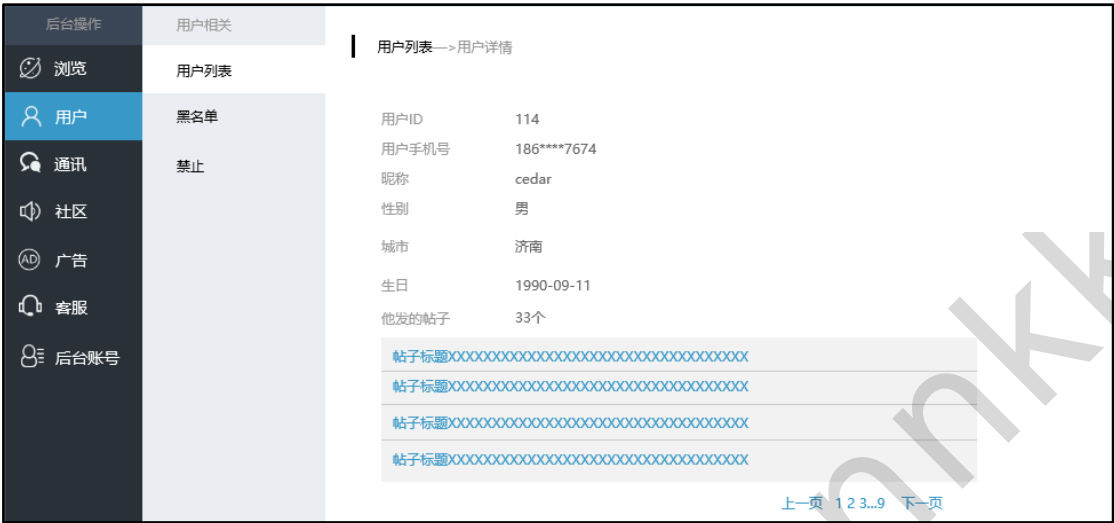 后台操作
浏览
用户
通讯
社区
AD 广告
客服
后台账号
用户相关
用户列表
黑名单
禁止
用户列表—>用户详情
用户ID 114
用户手机号 186****7674
昵称 cedar
性别 男
城市 济南
生日 1990-09-11
他发的帖子 33个
帖子标题XXXXXXXXXXXXXXXXXXXXXXXXXXXXXXXXXXX
帖子标题XXXXXXXXXXXXXXXXXXXXXXXXXXXXXXXXXXX
帖子标题XXXXXXXXXXXXXXXXXXXXXXXXXXXXXXXXXXX
帖子标题XXXXXXXXXXXXXXXXXXXXXXXXXXXXXXXXXXX
上一页 1 2 3...9 下一页